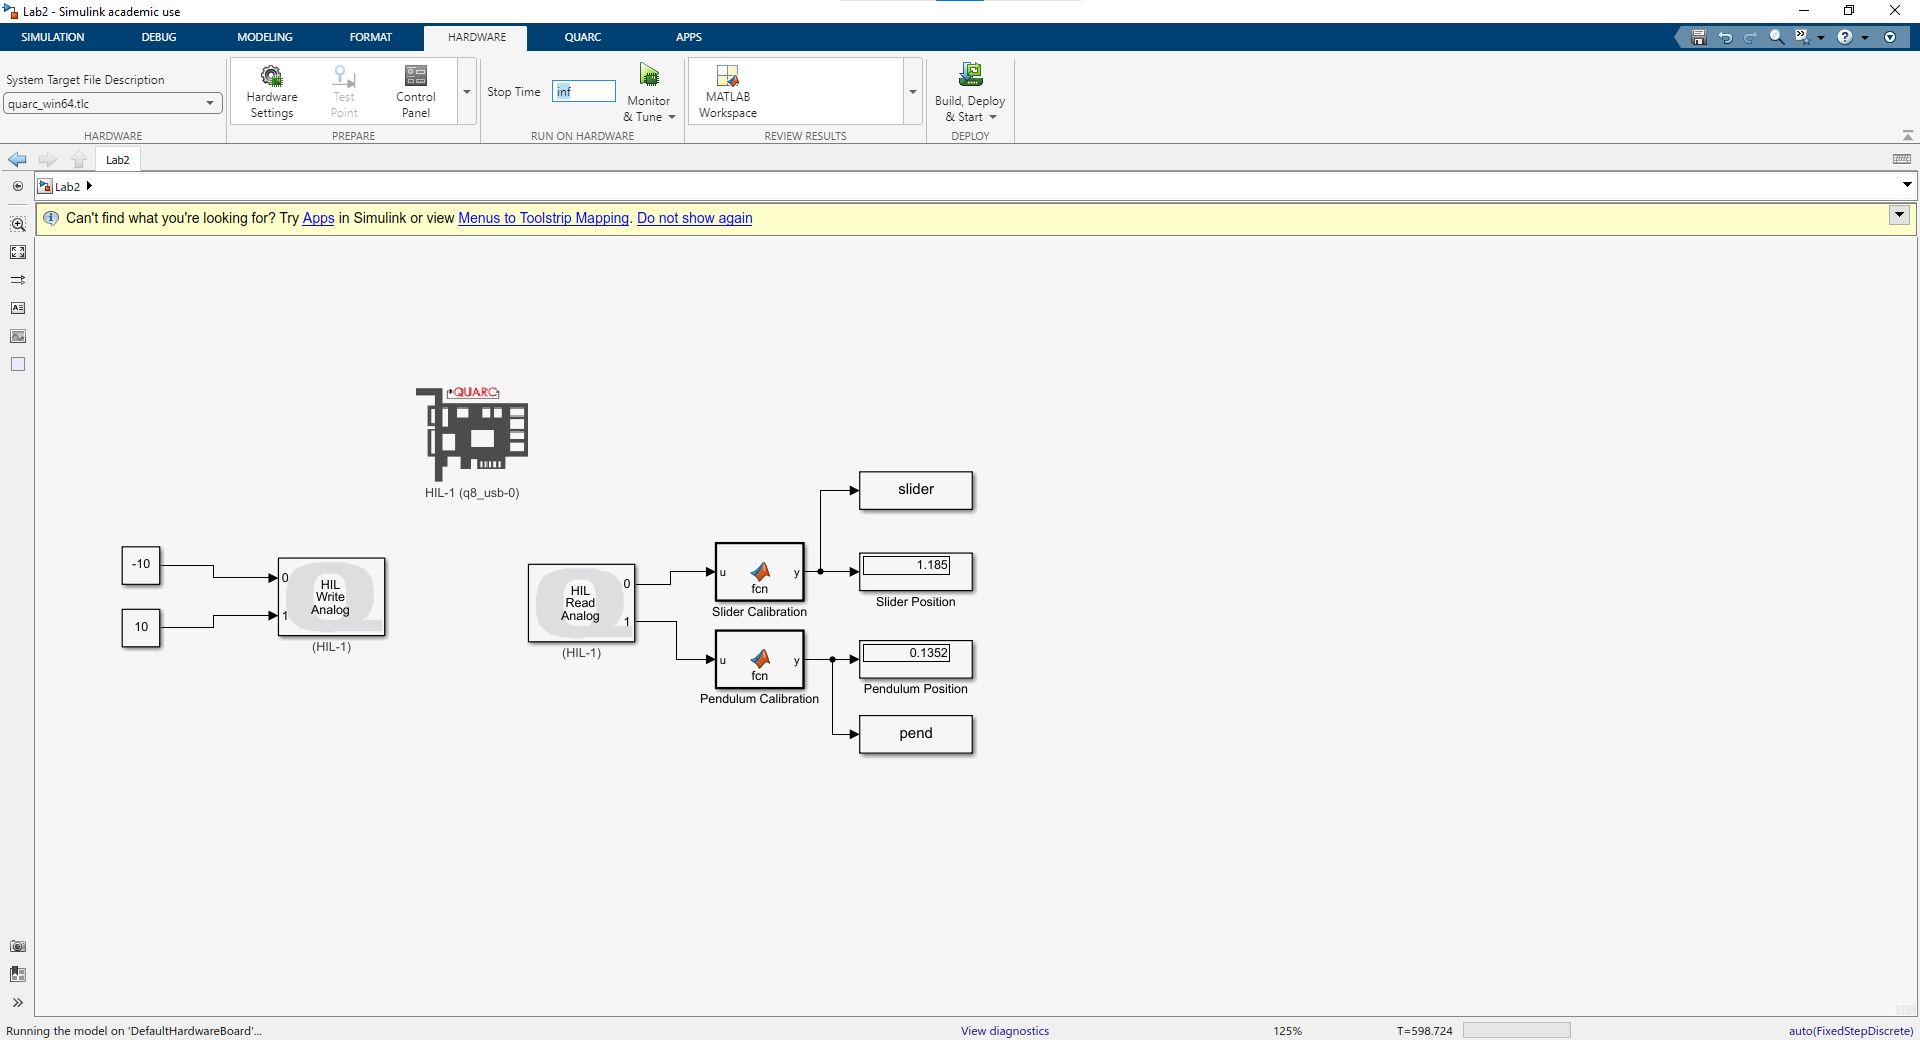 Lab2 - Simulink academic use
SIMULATION DEBUG MODELING FORMAT HARDWARE QUARC APPS
System Target File Description
quarc_win64.tlc
Hardware
Settings
Test
Point
Control
Panel
Stop Time inf
Monitor
& Tune
MATLAB
Workspace
Build, Deploy
& Start
HARDWARE PREPARE RUN ON HARDWARE REVIEW RESULTS DEPLOY
Lab2
Lab2
Can't find what you're looking for? Try Apps in Simulink or view Menus to Toolstrip Mapping. Do not show again
QUARC
HIL-1 (q8_usb-0)
-10
10
0
1
HIL
Write
Analog
(HIL-1)
HIL
Read
Analog
0
1
(HIL-1)
u fcn y
Slider Calibration
u fcn y
Pendulum Calibration
slider
1.185
Slider Position
0.1352
Pendulum Position
pend
Running the model on 'DefaultHardwareBoard'... View diagnostics 125% T=598.724 auto(FixedStepDiscrete)